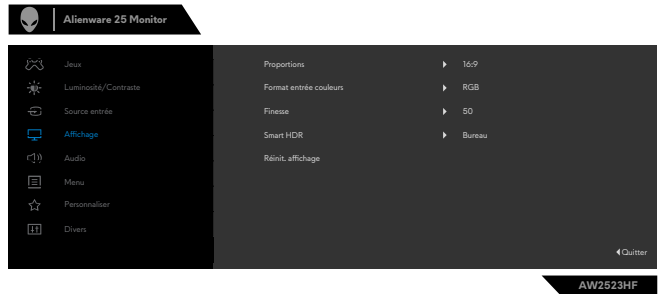 Alienware 25 Monitor
Jeux
Luminosité/Contraste
Source entrée
Affichage
Audio
Menu
Personnaliser
Divers
Proportions 16:9
Format entrée couleurs RGB
Finesse 50
Smart HDR Bureau
Réinit. affichage
Quitter
AW2523HF